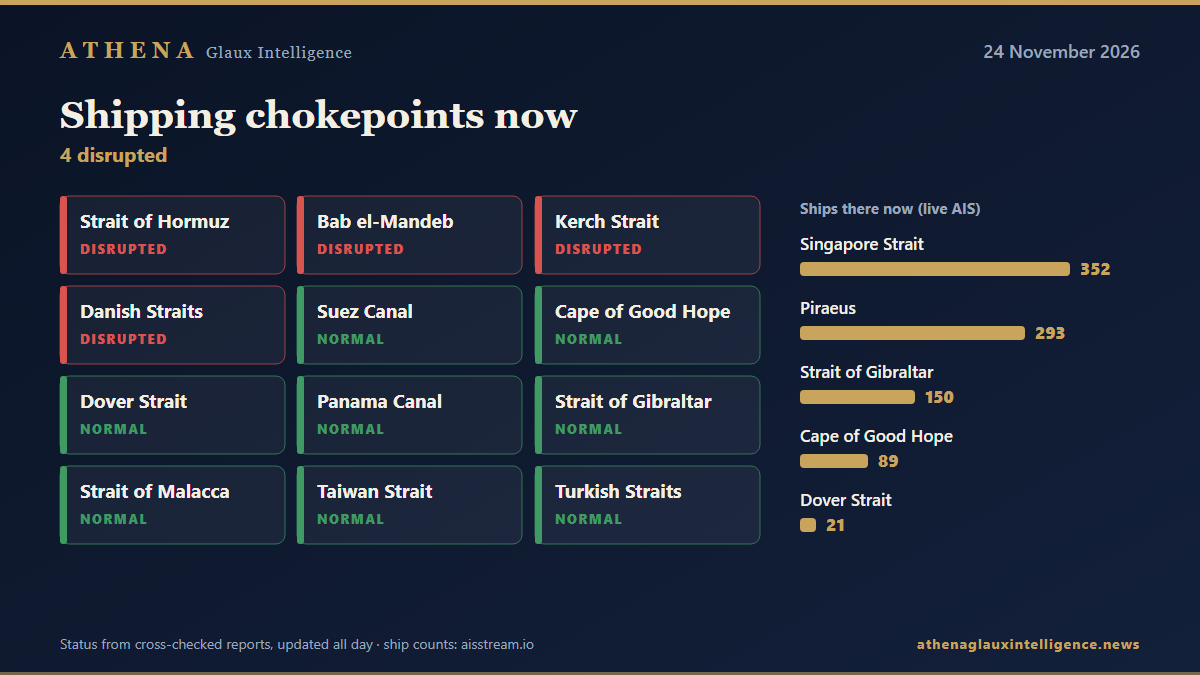 ATHENA Glaux Intelligence
24 November 2026
Shipping chokepoints now
4 disrupted
Strait of Hormuz
DISRUPTED
Bab el-Mandeb
DISRUPTED
Kerch Strait
DISRUPTED
Danish Straits
DISRUPTED
Suez Canal
NORMAL
Cape of Good Hope
NORMAL
Dover Strait
NORMAL
Panama Canal
NORMAL
Strait of Gibraltar
NORMAL
Strait of Malacca
NORMAL
Taiwan Strait
NORMAL
Turkish Straits
NORMAL
Ships there now (live AIS)
Singapore Strait
352
Piraeus
293
Strait of Gibraltar
150
Cape of Good Hope
89
Dover Strait
21
Status from cross-checked reports, updated all day · ship counts: aisstream.io
athenaglauxintelligence.news